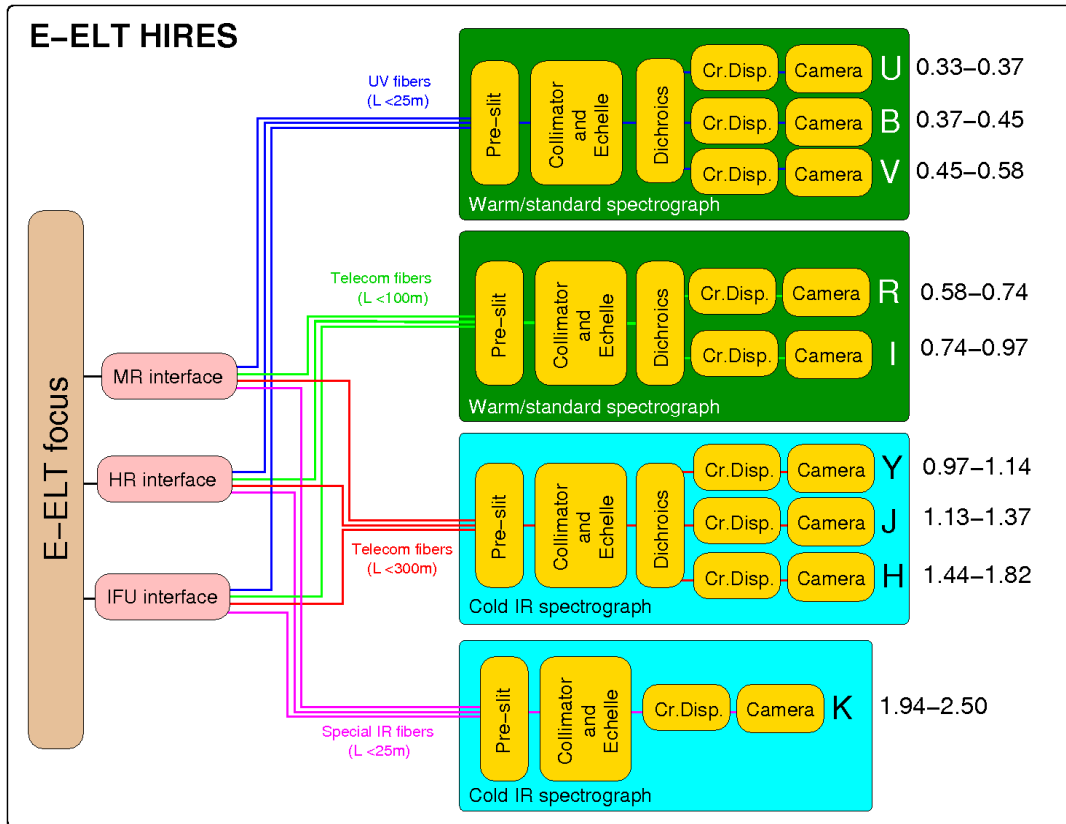 E−ELT HIRES
E−ELT focus
MR interface
HR interface
IFU interface
UV fibers
(L <25m)
Pre−slit
Collimator
and
Echelle
Dichroics
Cr.Disp.
Camera
U
0.33−0.37
Cr.Disp.
Camera
B
0.37−0.45
Cr.Disp.
Camera
V
0.45−0.58
Warm/standard spectrograph
Telecom fibers
(L <100m)
Pre−slit
Collimator
and
Echelle
Dichroics
Cr.Disp.
Camera
R
0.58−0.74
Cr.Disp.
Camera
I
0.74−0.97
Warm/standard spectrograph
Telecom fibers
(L <300m)
Pre−slit
Collimator
and
Echelle
Dichroics
Cr.Disp.
Camera
Y
0.97−1.14
Cr.Disp.
Camera
J
1.13−1.37
Cr.Disp.
Camera
H
1.44−1.82
Cold IR spectrograph
Special IR fibers
(L <25m)
Pre−slit
Collimator
and
Echelle
Cr.Disp.
Camera
K
1.94−2.50
Cold IR spectrograph